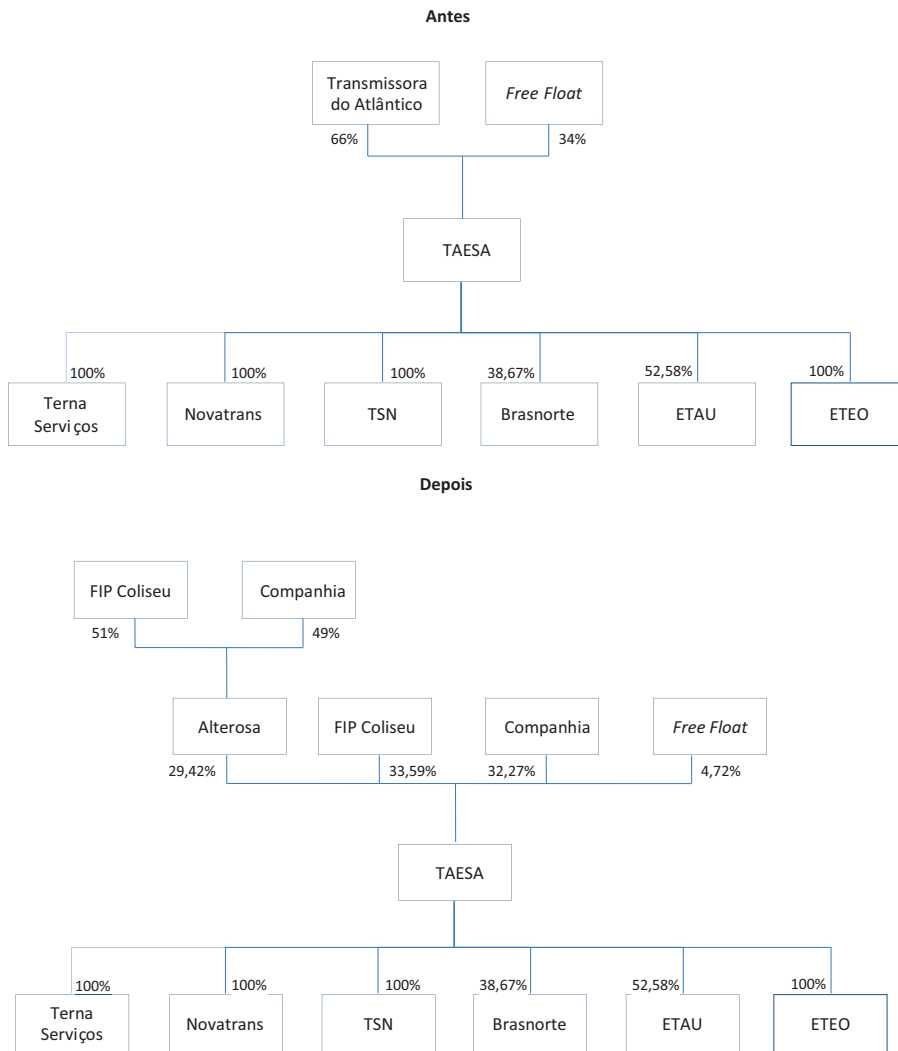 Antes
Transmissora
do Atlântico
Free Float
66%
34%
TAESA
100%
100%
100%
38,67%
52,58%
100%
Terna
Serviços
Novatrans
TSN
Brasnorte
ETAU
ETEO
Depois
FIP Coliseu
Companhia
51%
49%
Alterosa
FIP Coliseu
Companhia
Free Float
29,42%
33,59%
32,27%
4,72%
TAESA
100%
100%
100%
38,67%
52,58%
100%
Terna
Serviços
Novatrans
TSN
Brasnorte
ETAU
ETEO